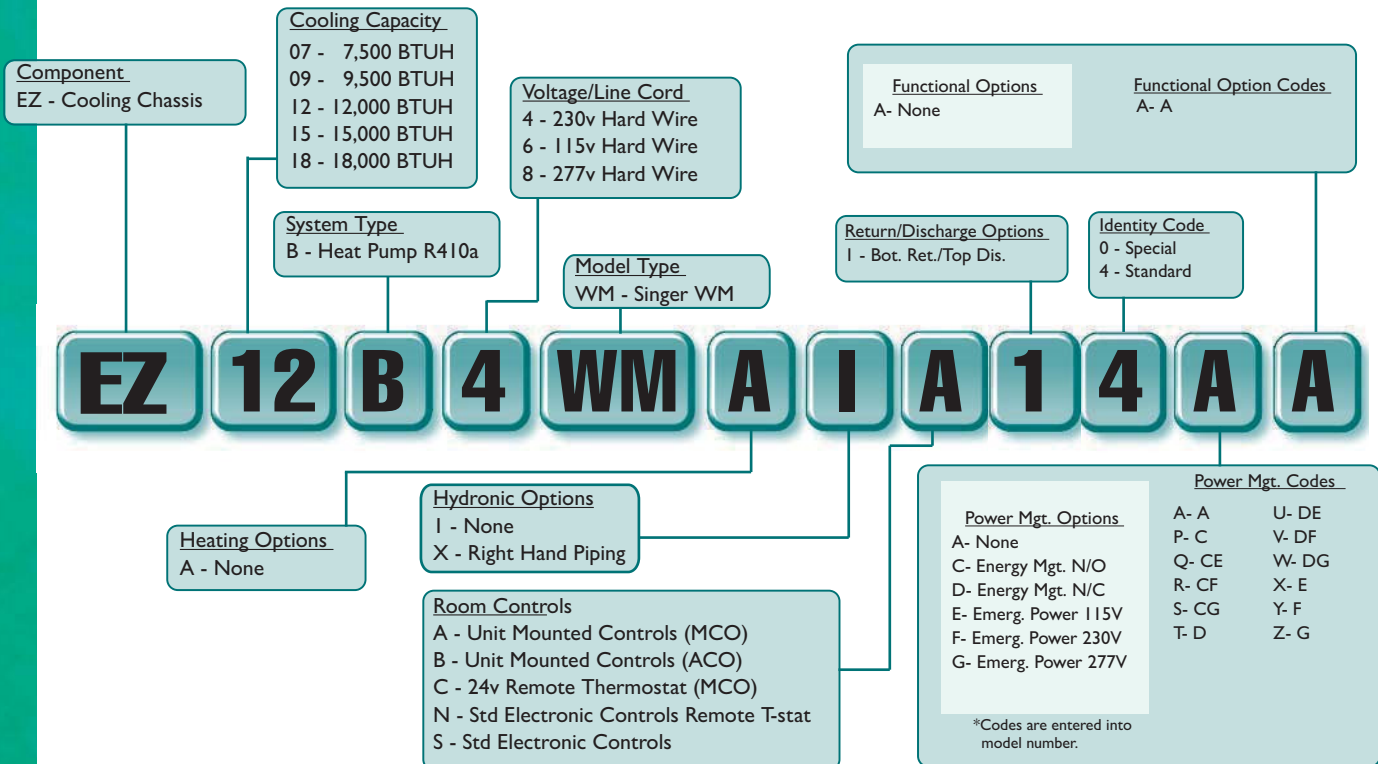 Component
EZ - Cooling Chassis
Cooling Capacity
07 - 7,500 BTUH
09 - 9,500 BTUH
12 - 12,000 BTUH
15 - 15,000 BTUH
18 - 18,000 BTUH
System Type
B - Heat Pump R410a
Voltage/Line Cord
4 - 230v Hard Wire
6 - 115v Hard Wire
8 - 277v Hard Wire
Model Type
WM - Singer WM
Return/Discharge Options
1 - Bot. Ret./Top Dis.
Identity Code
0 - Special
4 - Standard
Functional Options
A- None
Functional Option Codes
A- A
EZ 12 B 4 WM A I A 1 4 A A
Heating Options
A - None
Hydronic Options
1 - None
X - Right Hand Piping
Room Controls
A - Unit Mounted Controls (MCO)
B - Unit Mounted Controls (ACO)
C - 24v Remote Thermostat (MCO)
N - Std Electronic Controls Remote T-stat
S - Std Electronic Controls
Power Mgt. Options
A- None
C- Energy Mgt. N/O
D- Energy Mgt. N/C
E- Emerg. Power 115V
F- Emerg. Power 230V
G- Emerg. Power 277V
*Codes are entered into
model number.
Power Mgt. Codes
A- A U- DE
P- C V- DF
Q- CE W- DG
R- CF X- E
S- CG Y- F
T- D Z- G